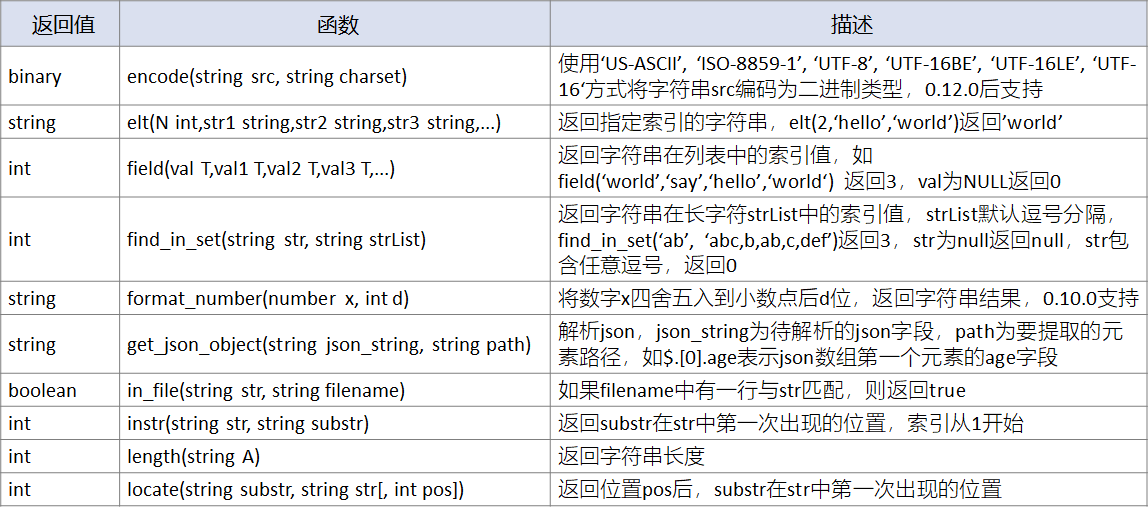 返回值 函数 描述
binary encode(string src, string charset) 使用‘US-ASCII’, ‘ISO-8859-1’, ‘UTF-8’, ‘UTF-16BE’, ‘UTF-16LE’, ‘UTF-
16‘方式将字符串src编码为二进制类型，0.12.0后支持
string elt(N int,str1 string,str2 string,str3 string,...) 返回指定索引的字符串，elt(2,‘hello’,‘world’)返回’world’
int field(val T,val1 T,val2 T,val3 T,...) 返回字符串在列表中的索引值，如
field(‘world’,‘say’,‘hello’,‘world‘) 返回3，val为NULL返回0
int find_in_set(string str, string strList) 返回字符串在长字符strList中的索引值，strList默认逗号分隔，
find_in_set(‘ab’, ‘abc,b,ab,c,def’)返回3，str为null返回null，str包
含任意逗号，返回0
string format_number(number x, int d) 将数字x四舍五入到小数点后d位，返回字符串结果，0.10.0支持
string get_json_object(string json_string, string path) 解析json，json_string为待解析的json字段，path为要提取的元
素路径，如$.[0].age表示json数组第一个元素的age字段
boolean in_file(string str, string filename) 如果filename中有一行与str匹配，则返回true
int instr(string str, string substr) 返回substr在str中第一次出现的位置，索引从1开始
int length(string A) 返回字符串长度
int locate(string substr, string str[, int pos]) 返回位置pos后，substr在str中第一次出现的位置